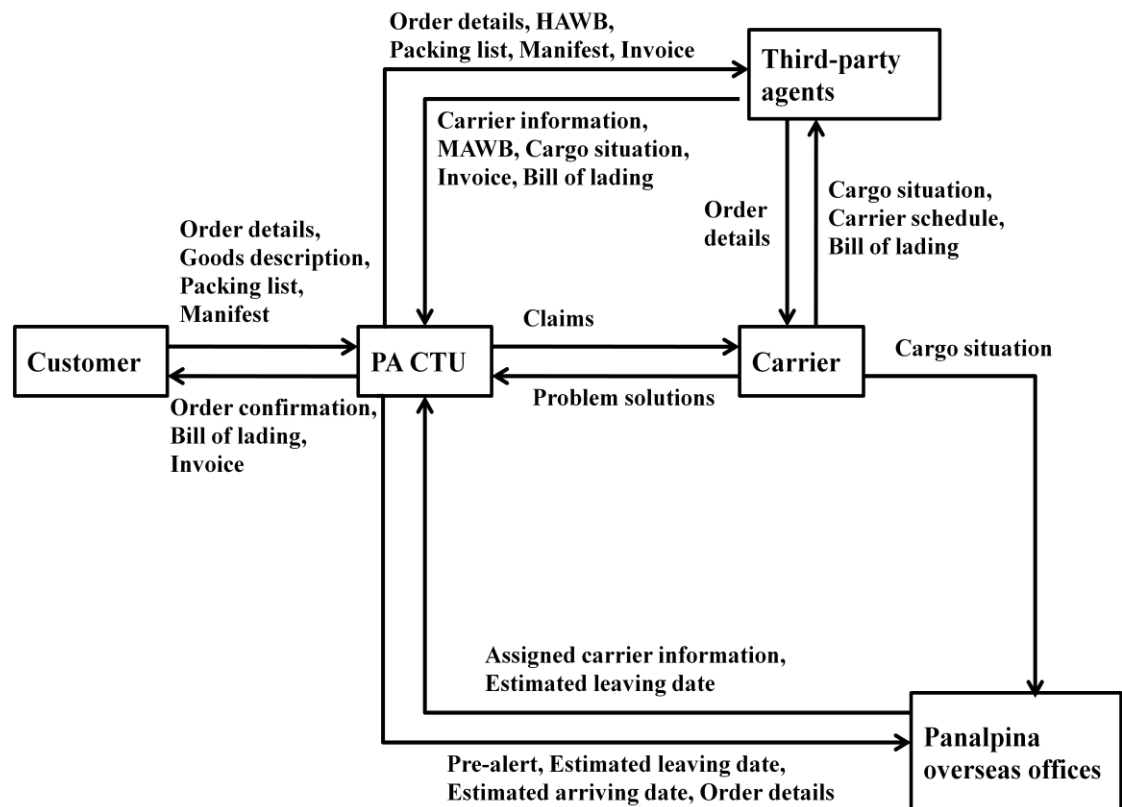 Order details, HAWB,
Packing list, Manifest, Invoice
Third-party
agents
Carrier information,
MAWB, Cargo situation,
Invoice, Bill of lading
Order
details
Cargo situation,
Carrier schedule,
Bill of lading
Order details,
Goods description,
Packing list,
Manifest
Customer
PA CTU
Claims
Carrier
Cargo situation
Order confirmation,
Bill of lading,
Invoice
Problem solutions
Assigned carrier information,
Estimated leaving date
Panalpina
overseas offices
Pre-alert, Estimated leaving date,
Estimated arriving date, Order details